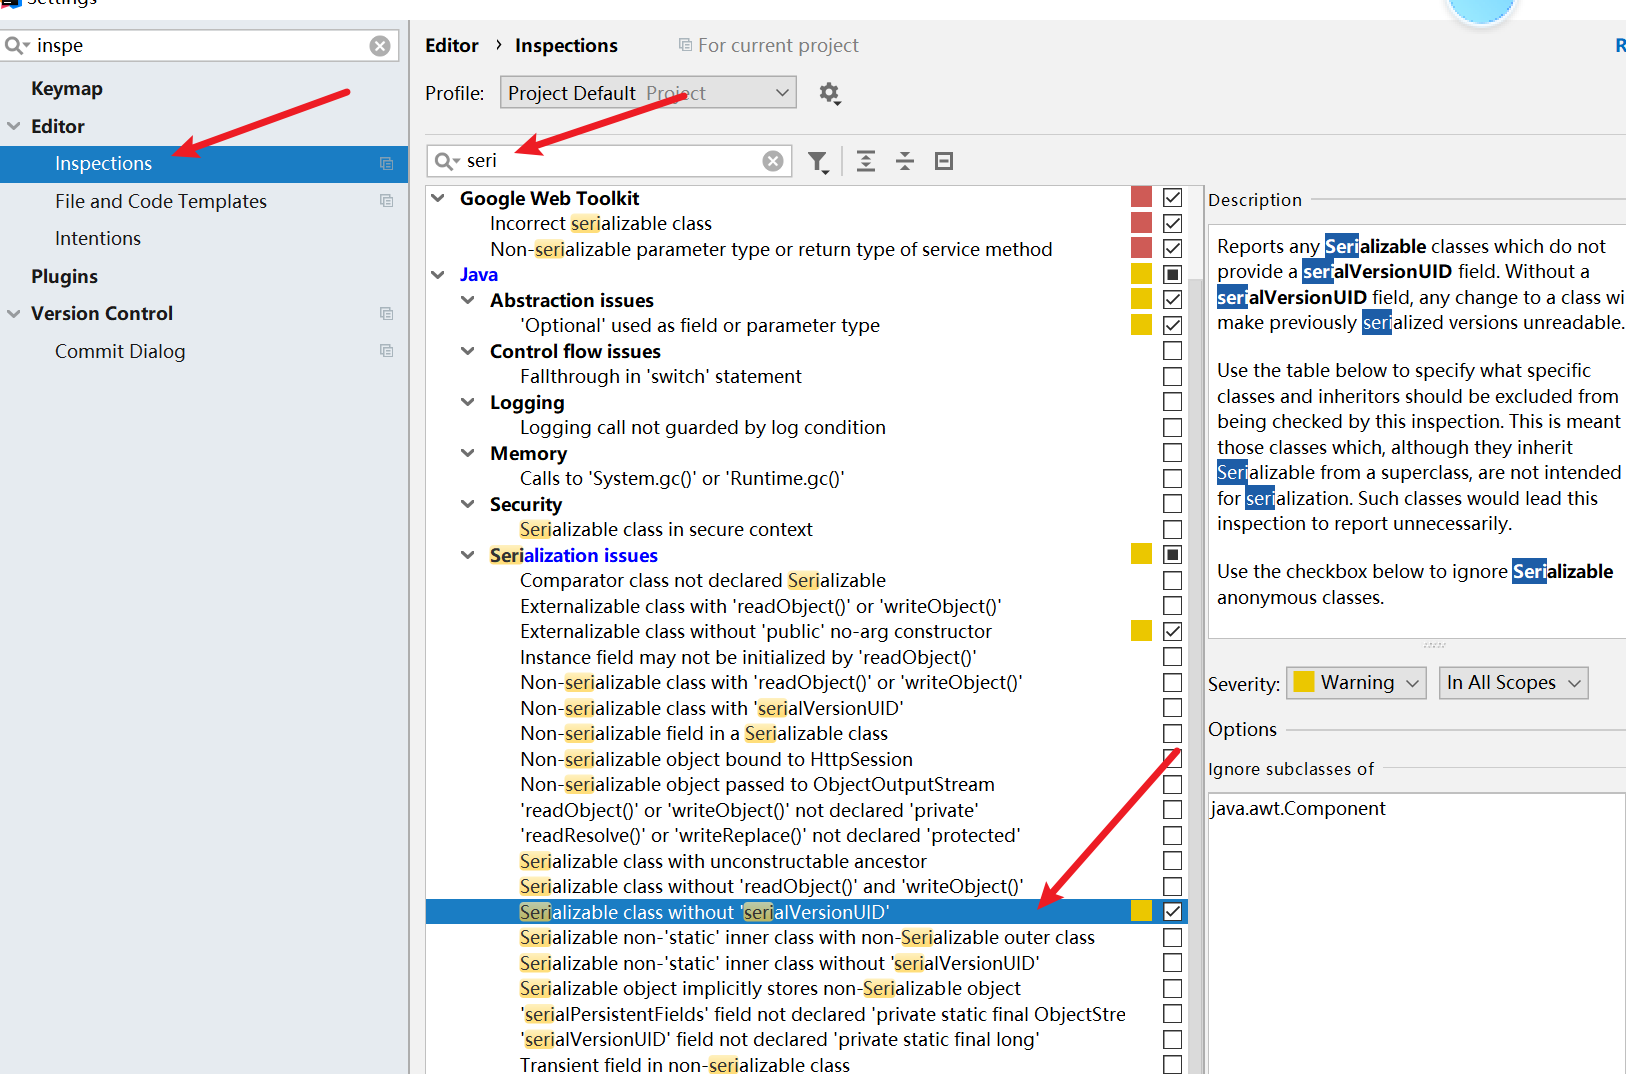 Settings
inspe
Keymap
Editor
Inspections
File and Code Templates
Intentions
Plugins
Version Control
Commit Dialog
Editor › Inspections For current project
R
Profile: Project Default Project
seri
Google Web Toolkit
Incorrect serializable class
Non-serializable parameter type or return type of service method
Java
Abstraction issues
'Optional' used as field or parameter type
Control flow issues
Fallthrough in 'switch' statement
Logging
Logging call not guarded by log condition
Memory
Calls to 'System.gc()' or 'Runtime.gc()'
Security
Serializable class in secure context
Serialization issues
Comparator class not declared Serializable
Externalizable class with 'readObject()' or 'writeObject()'
Externalizable class without 'public' no-arg constructor
Instance field may not be initialized by 'readObject()'
Non-serializable class with 'readObject()' or 'writeObject()'
Non-serializable class with 'serialVersionUID'
Non-serializable field in a Serializable class
Non-serializable object bound to HttpSession
Non-serializable object passed to ObjectOutputStream
'readObject()' or 'writeObject()' not declared 'private'
'readResolve()' or 'writeReplace()' not declared 'protected'
Serializable class with unconstructable ancestor
Serializable class without 'readObject()' and 'writeObject()'
Serializable class without 'serialVersionUID'
Serializable non-'static' inner class with non-Serializable outer class
Serializable non-'static' inner class without 'serialVersionUID'
Serializable object implicitly stores non-Serializable object
'serialPersistentFields' field not declared 'private static final ObjectStre
'serialVersionUID' field not declared 'private static final long'
Transient field in non-serializable class
Description
Reports any Serializable classes which do not
provide a serialVersionUID field. Without a
serialVersionUID field, any change to a class wi
make previously serialized versions unreadable.
Use the table below to specify what specific
classes and inheritors should be excluded from
being checked by this inspection. This is meant
those classes which, although they inherit
Serializable from a superclass, are not intended
for serialization. Such classes would lead this
inspection to report unnecessarily.
Use the checkbox below to ignore Serializable
anonymous classes.
Severity: Warning In All Scopes
Options
Ignore subclasses of
java.awt.Component